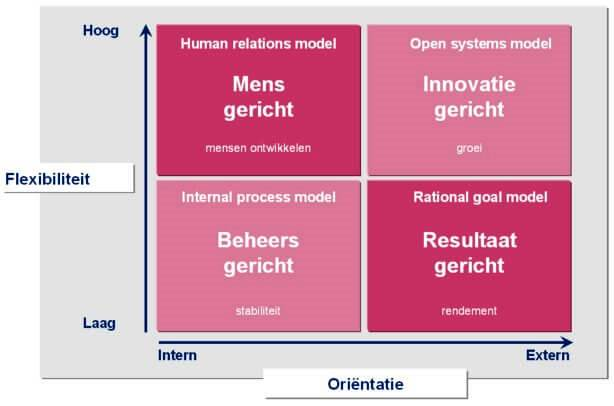 Hoog
Human relations model
Mens
gericht
mensen ontwikkelen
Open systems model
Innovatie
gericht
groei
Flexibiliteit
Internal process model
Beheers
gericht
stabiliteit
Rational goal model
Resultaat
gericht
rendement
Laag
Intern
Extern
Oriëntatie